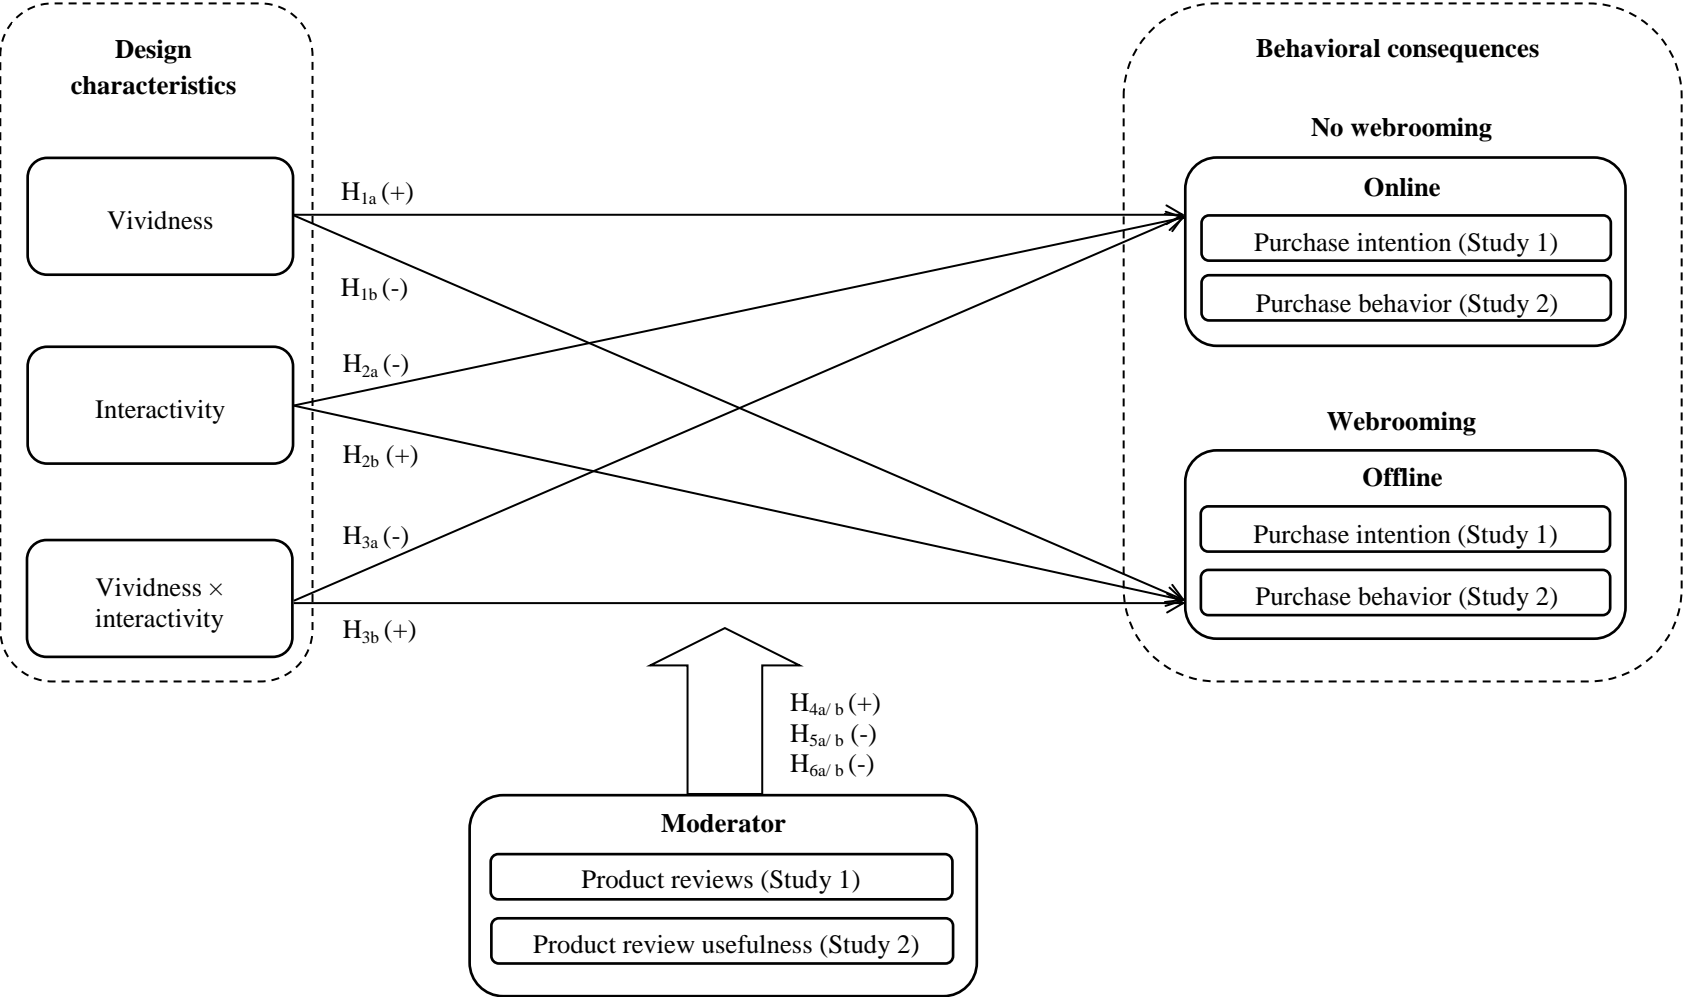 Design
characteristics
Vividness
Interactivity
Vividness ×
interactivity
H1a (+)
H1b (-)
H2a (-)
H2b (+)
H3a (-)
H3b (+)
Behavioral consequences
No webrooming
Online
Purchase intention (Study 1)
Purchase behavior (Study 2)
Webrooming
Offline
Purchase intention (Study 1)
Purchase behavior (Study 2)
H4a/ b (+)
H5a/ b (-)
H6a/ b (-)
Moderator
Product reviews (Study 1)
Product review usefulness (Study 2)